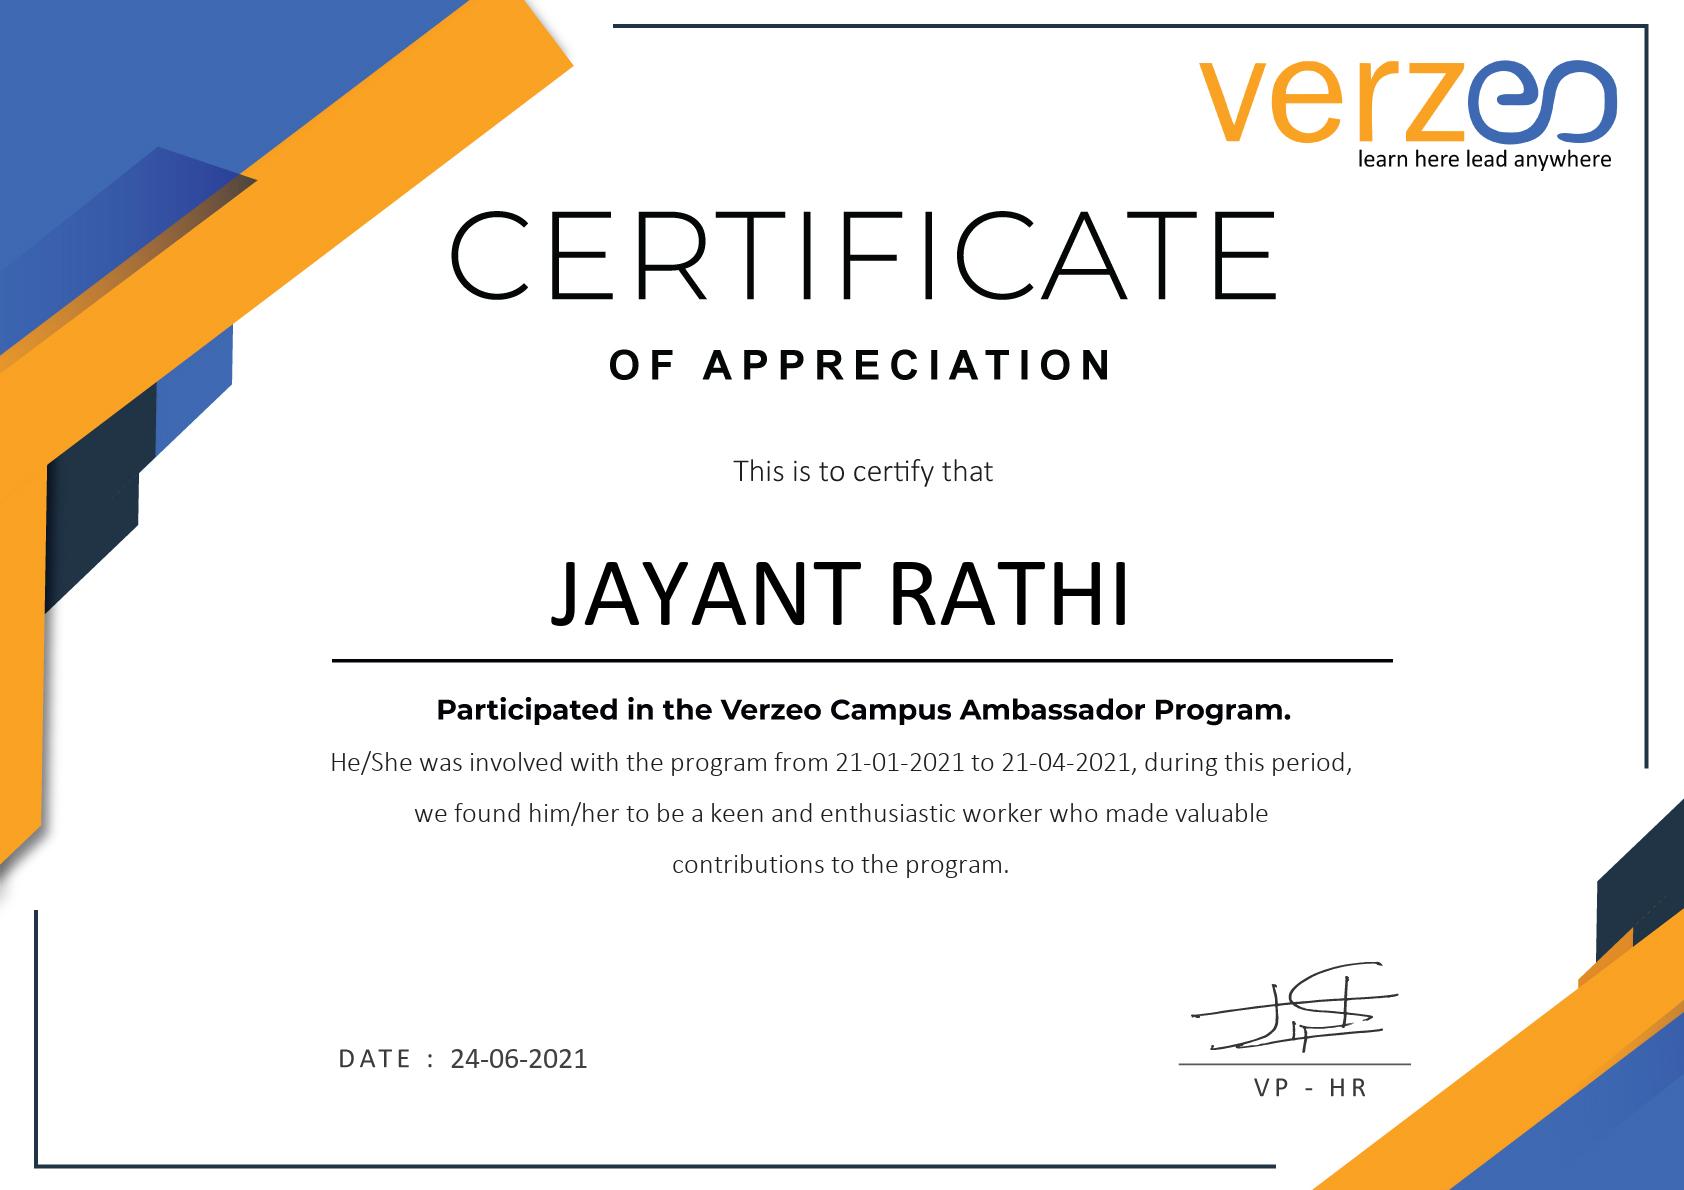 verzeo
learn here lead anywhere
CERTIFICATE
OF APPRECIATION
This is to certify that
JAYANT RATHI
Participated in the Verzeo Campus Ambassador Program.
He/She was involved with the program from 21-01-2021 to 21-04-2021, during this period,
we found him/her to be a keen and enthusiastic worker who made valuable
contributions to the program.
DATE : 24-06-2021
VP - HR